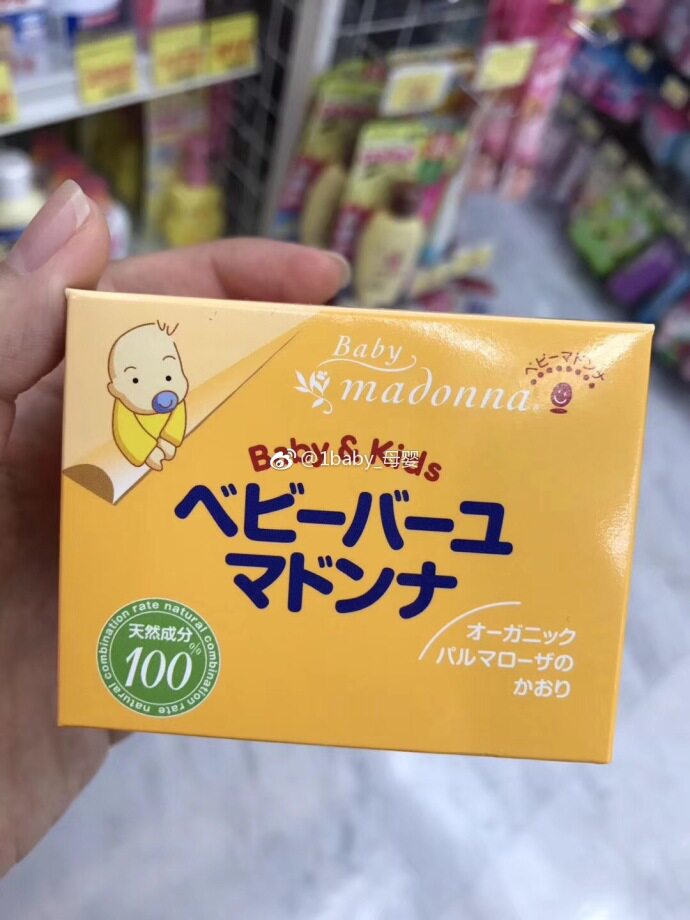 Baby
madonna
ベビーマドンナ
Baby & Kids
@1baby_母婴
ベビーバーユ
マドンナ
natural combination rate natural combination rate
天然成分
100%
オーガニック
パルマローザの
かおり